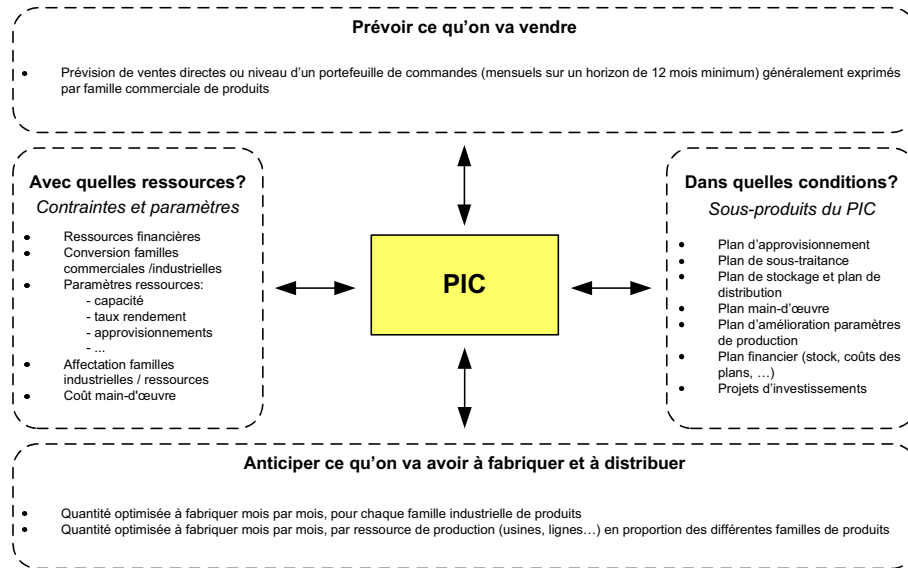 Prévoir ce qu’on va vendre
• Prévision de ventes directes ou niveau d’un portefeuille de commandes (mensuels sur un horizon de 12 mois minimum) généralement exprimés
par famille commerciale de produits
Avec quelles ressources?
Contraintes et paramètres
• Ressources financières
• Conversion familles
commerciales /industrielles
• Paramètres ressources:
- capacité
- taux rendement
- approvisionnements
- ...
• Affectation familles
industrielles / ressources
• Coût main-d'œuvre
PIC
Dans quelles conditions?
Sous-produits du PIC
• Plan d’approvisionnement
• Plan de sous-traitance
• Plan de stockage et plan de
distribution
• Plan main-d’œuvre
• Plan d’amélioration paramètres
de production
• Plan financier (stock, coûts des
plans, …)
• Projets d’investissements
Anticiper ce qu’on va avoir à fabriquer et à distribuer
• Quantité optimisée à fabriquer mois par mois, pour chaque famille industrielle de produits
• Quantité optimisée à fabriquer mois par mois, par ressource de production (usines, lignes…) en proportion des différentes familles de produits